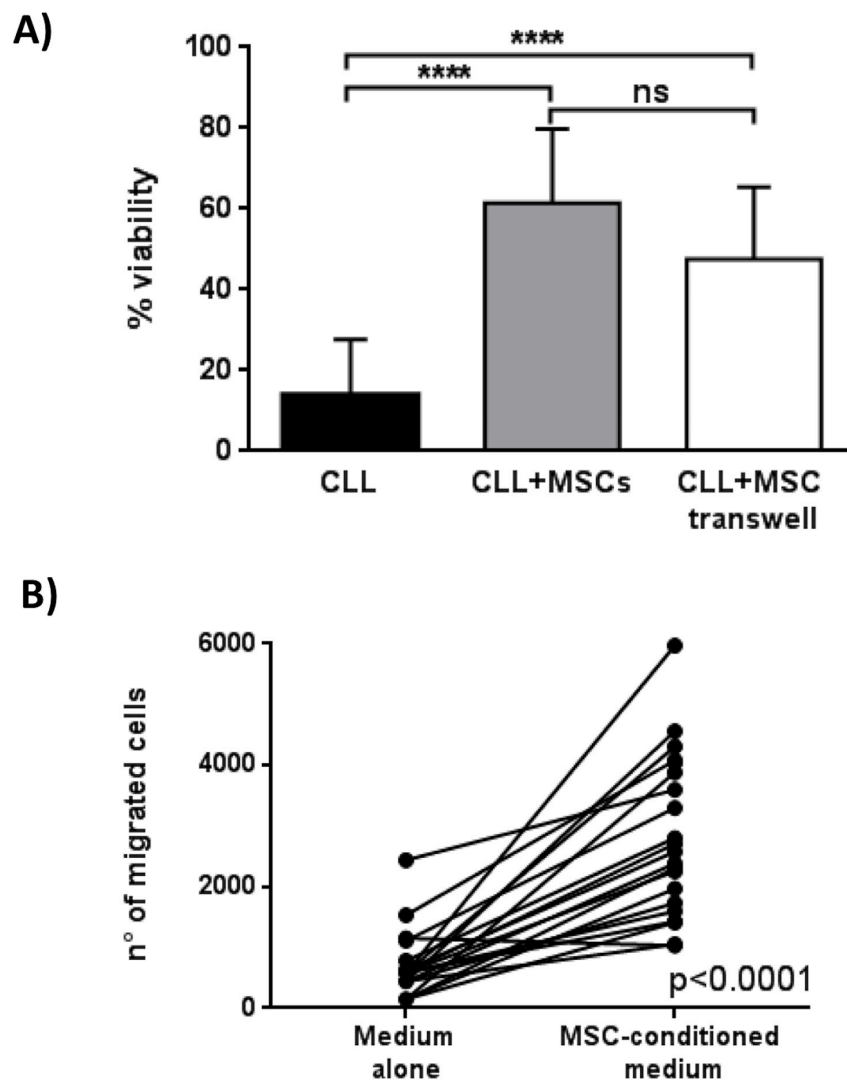 A)
100
80
60
40
20
0
% viability
****
****
ns
CLL
CLL+MSCs
CLL+MSC
transwell
B)
6000
4000
2000
0
n° of migrated cells
p<0.0001
Medium
alone
MSC-conditioned
medium